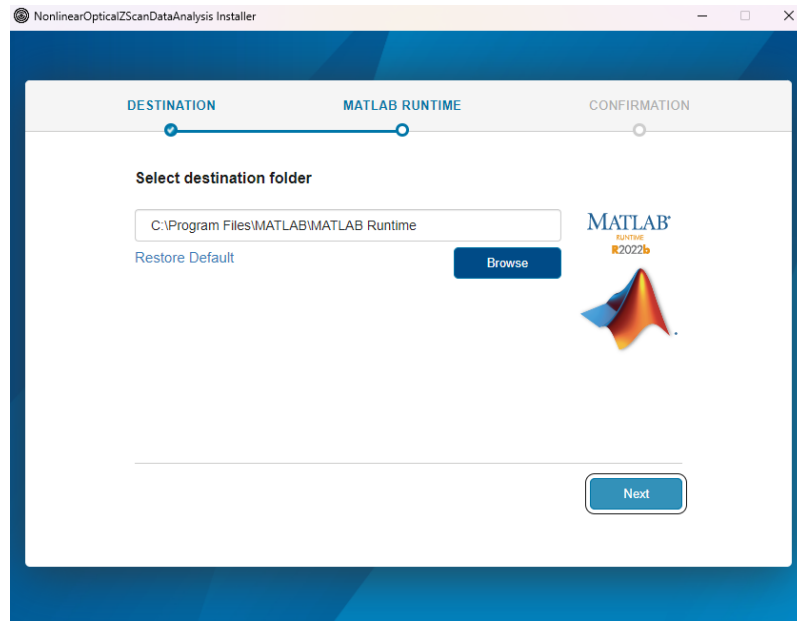 NonlinearOpticalZScanDataAnalysis Installer
DESTINATION MATLAB RUNTIME CONFIRMATION
Select destination folder
C:\Program Files\MATLAB\MATLAB Runtime
Restore Default
Browse
MATLAB®
RUNTIME
R2022b
Next